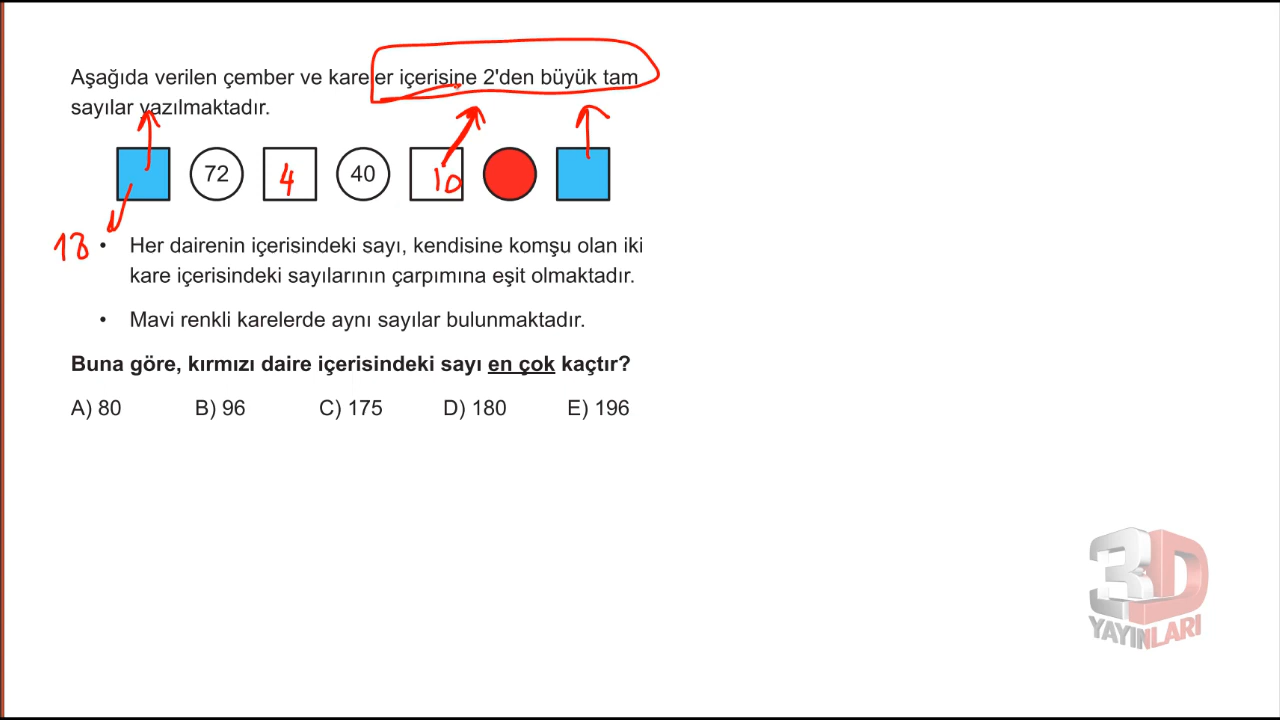 Aşağıda verilen çember ve kareler içerisine 2'den büyük tam
sayılar yazılmaktadır.
72 4 40 10
18
• Her dairenin içerisindeki sayı, kendisine komşu olan iki
kare içerisindeki sayılarının çarpımına eşit olmaktadır.
• Mavi renkli karelerde aynı sayılar bulunmaktadır.
Buna göre, kırmızı daire içerisindeki sayı en çok kaçtır?
A) 80 B) 96 C) 175 D) 180 E) 196
3D
YAYINLARI